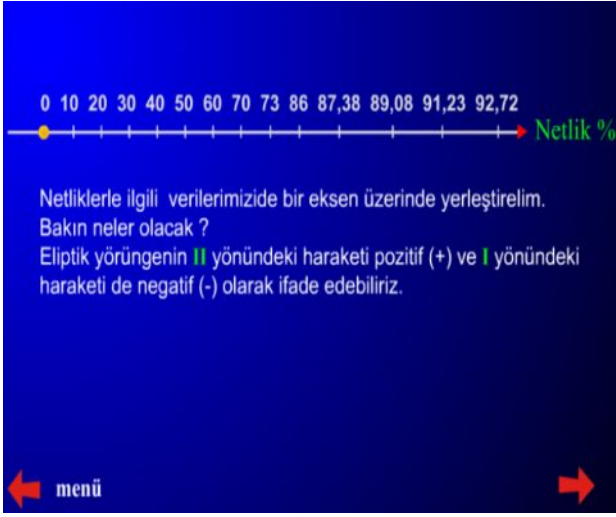 0 10 20 30 40 50 60 70 73 86 87,38 89,08 91,23 92,72
Netlik %
Netliklerle ilgili verilerimizide bir eksen üzerinde yerleştirelim.
Bakın neler olacak ?
Eliptik yörüngenin II yönündeki haraketi pozitif (+) ve I yönündeki
haraketi de negatif (-) olarak ifade edebiliriz.
menü